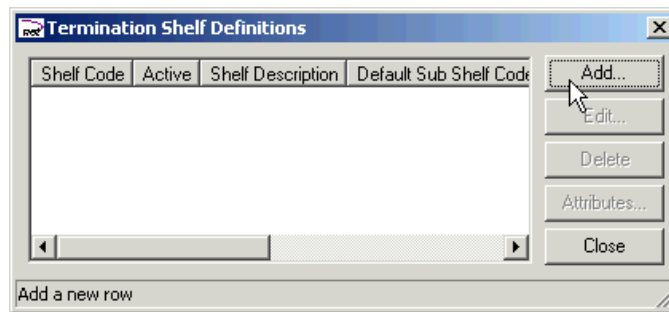 Termination Shelf Definitions
Shelf Code Active Shelf Description Default Sub Shelf Code
Add...
Edit...
Delete
Attributes...
Close
Add a new row